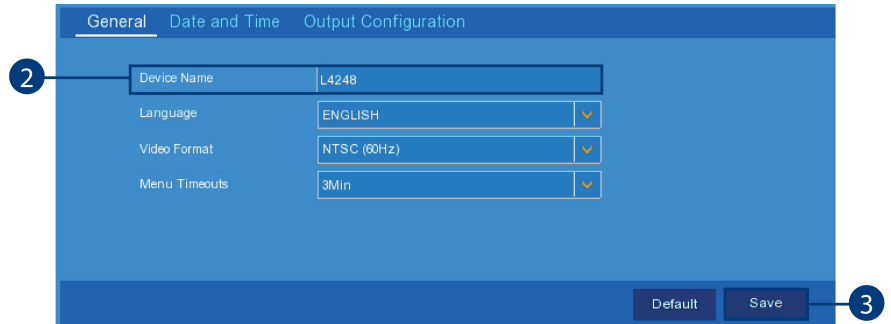 General Date and Time Output Configuration
2 Device Name L4248
Language ENGLISH
Video Format NTSC (60Hz)
Menu Timeouts 3Min
Default Save 3